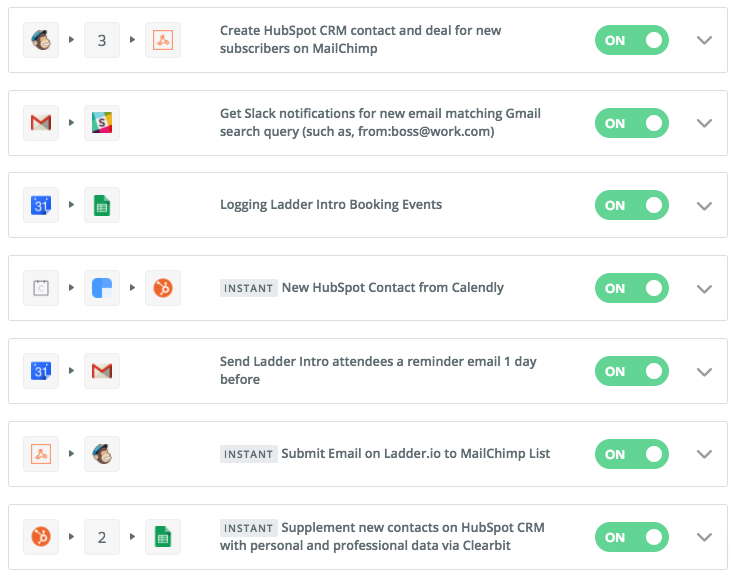 3
Create HubSpot CRM contact and deal for new
subscribers on MailChimp
ON
Get Slack notifications for new email matching Gmail
search query (such as, from:boss@work.com)
ON
31
Logging Ladder Intro Booking Events
ON
INSTANT New HubSpot Contact from Calendly
ON
31
Send Ladder Intro attendees a reminder email 1 day
before
ON
INSTANT Submit Email on Ladder.io to MailChimp List
ON
2
INSTANT Supplement new contacts on HubSpot CRM
with personal and professional data via Clearbit
ON